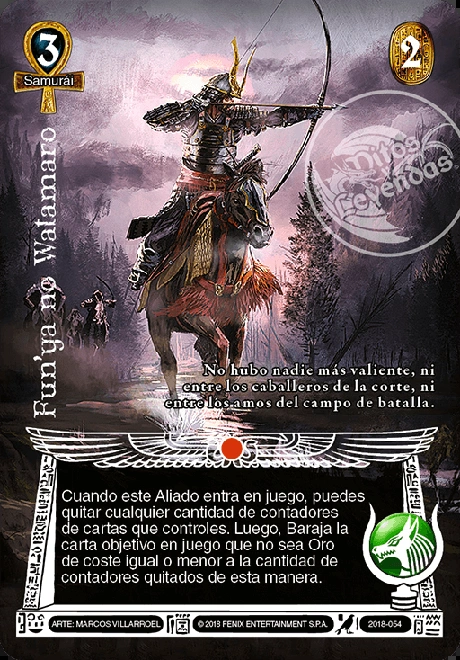 3
Samurái
2
Mitos
y
Leyendas
Fun'ya no Watamaro
No hubo nadie más valiente, ni
entre los caballeros de la corte, ni
entre los amos del campo de batalla.
Cuando este Aliado entra en juego, puedes
quitar cualquier cantidad de contadores
de cartas que controles. Luego, Baraja la
carta objetivo en juego que no sea Oro
de coste igual o menor a la cantidad de
contadores quitados de esta manera.
ARTE: MARCOS VILLARROEL
© 2018 FENIX ENTERTAINMENT S.P.A.
2018-054